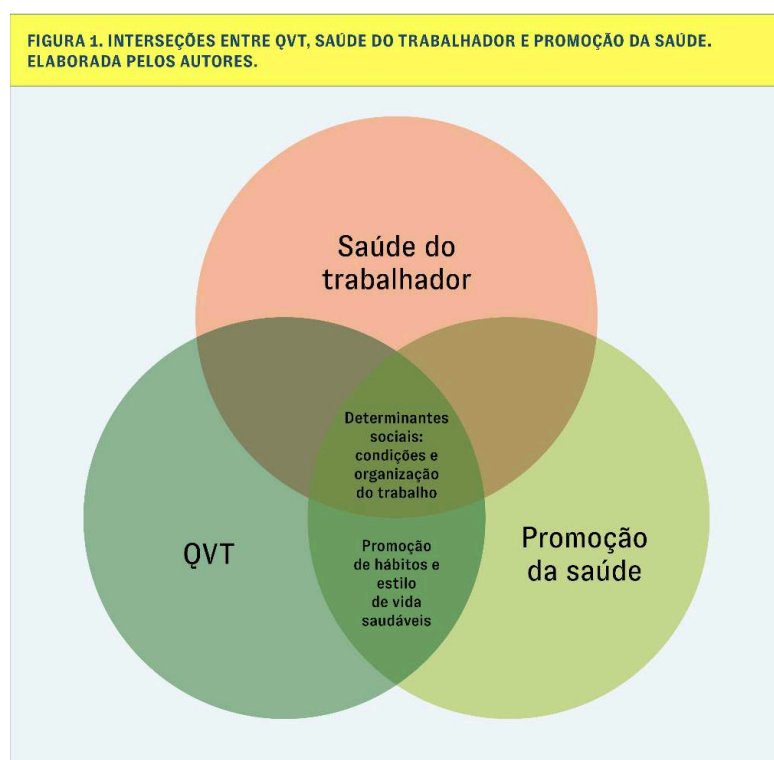 FIGURA 1. INTERSEÇÕES ENTRE QVT, SAÚDE DO TRABALHADOR E PROMOÇÃO DA SAÚDE.
ELABORADA PELOS AUTORES.
Saúde do
trabalhador
Determinantes
sociais:
condições e
organização
do trabalho
QVT
Promoção
de hábitos e
estilo
de vida
saudáveis
Promoção
da saúde